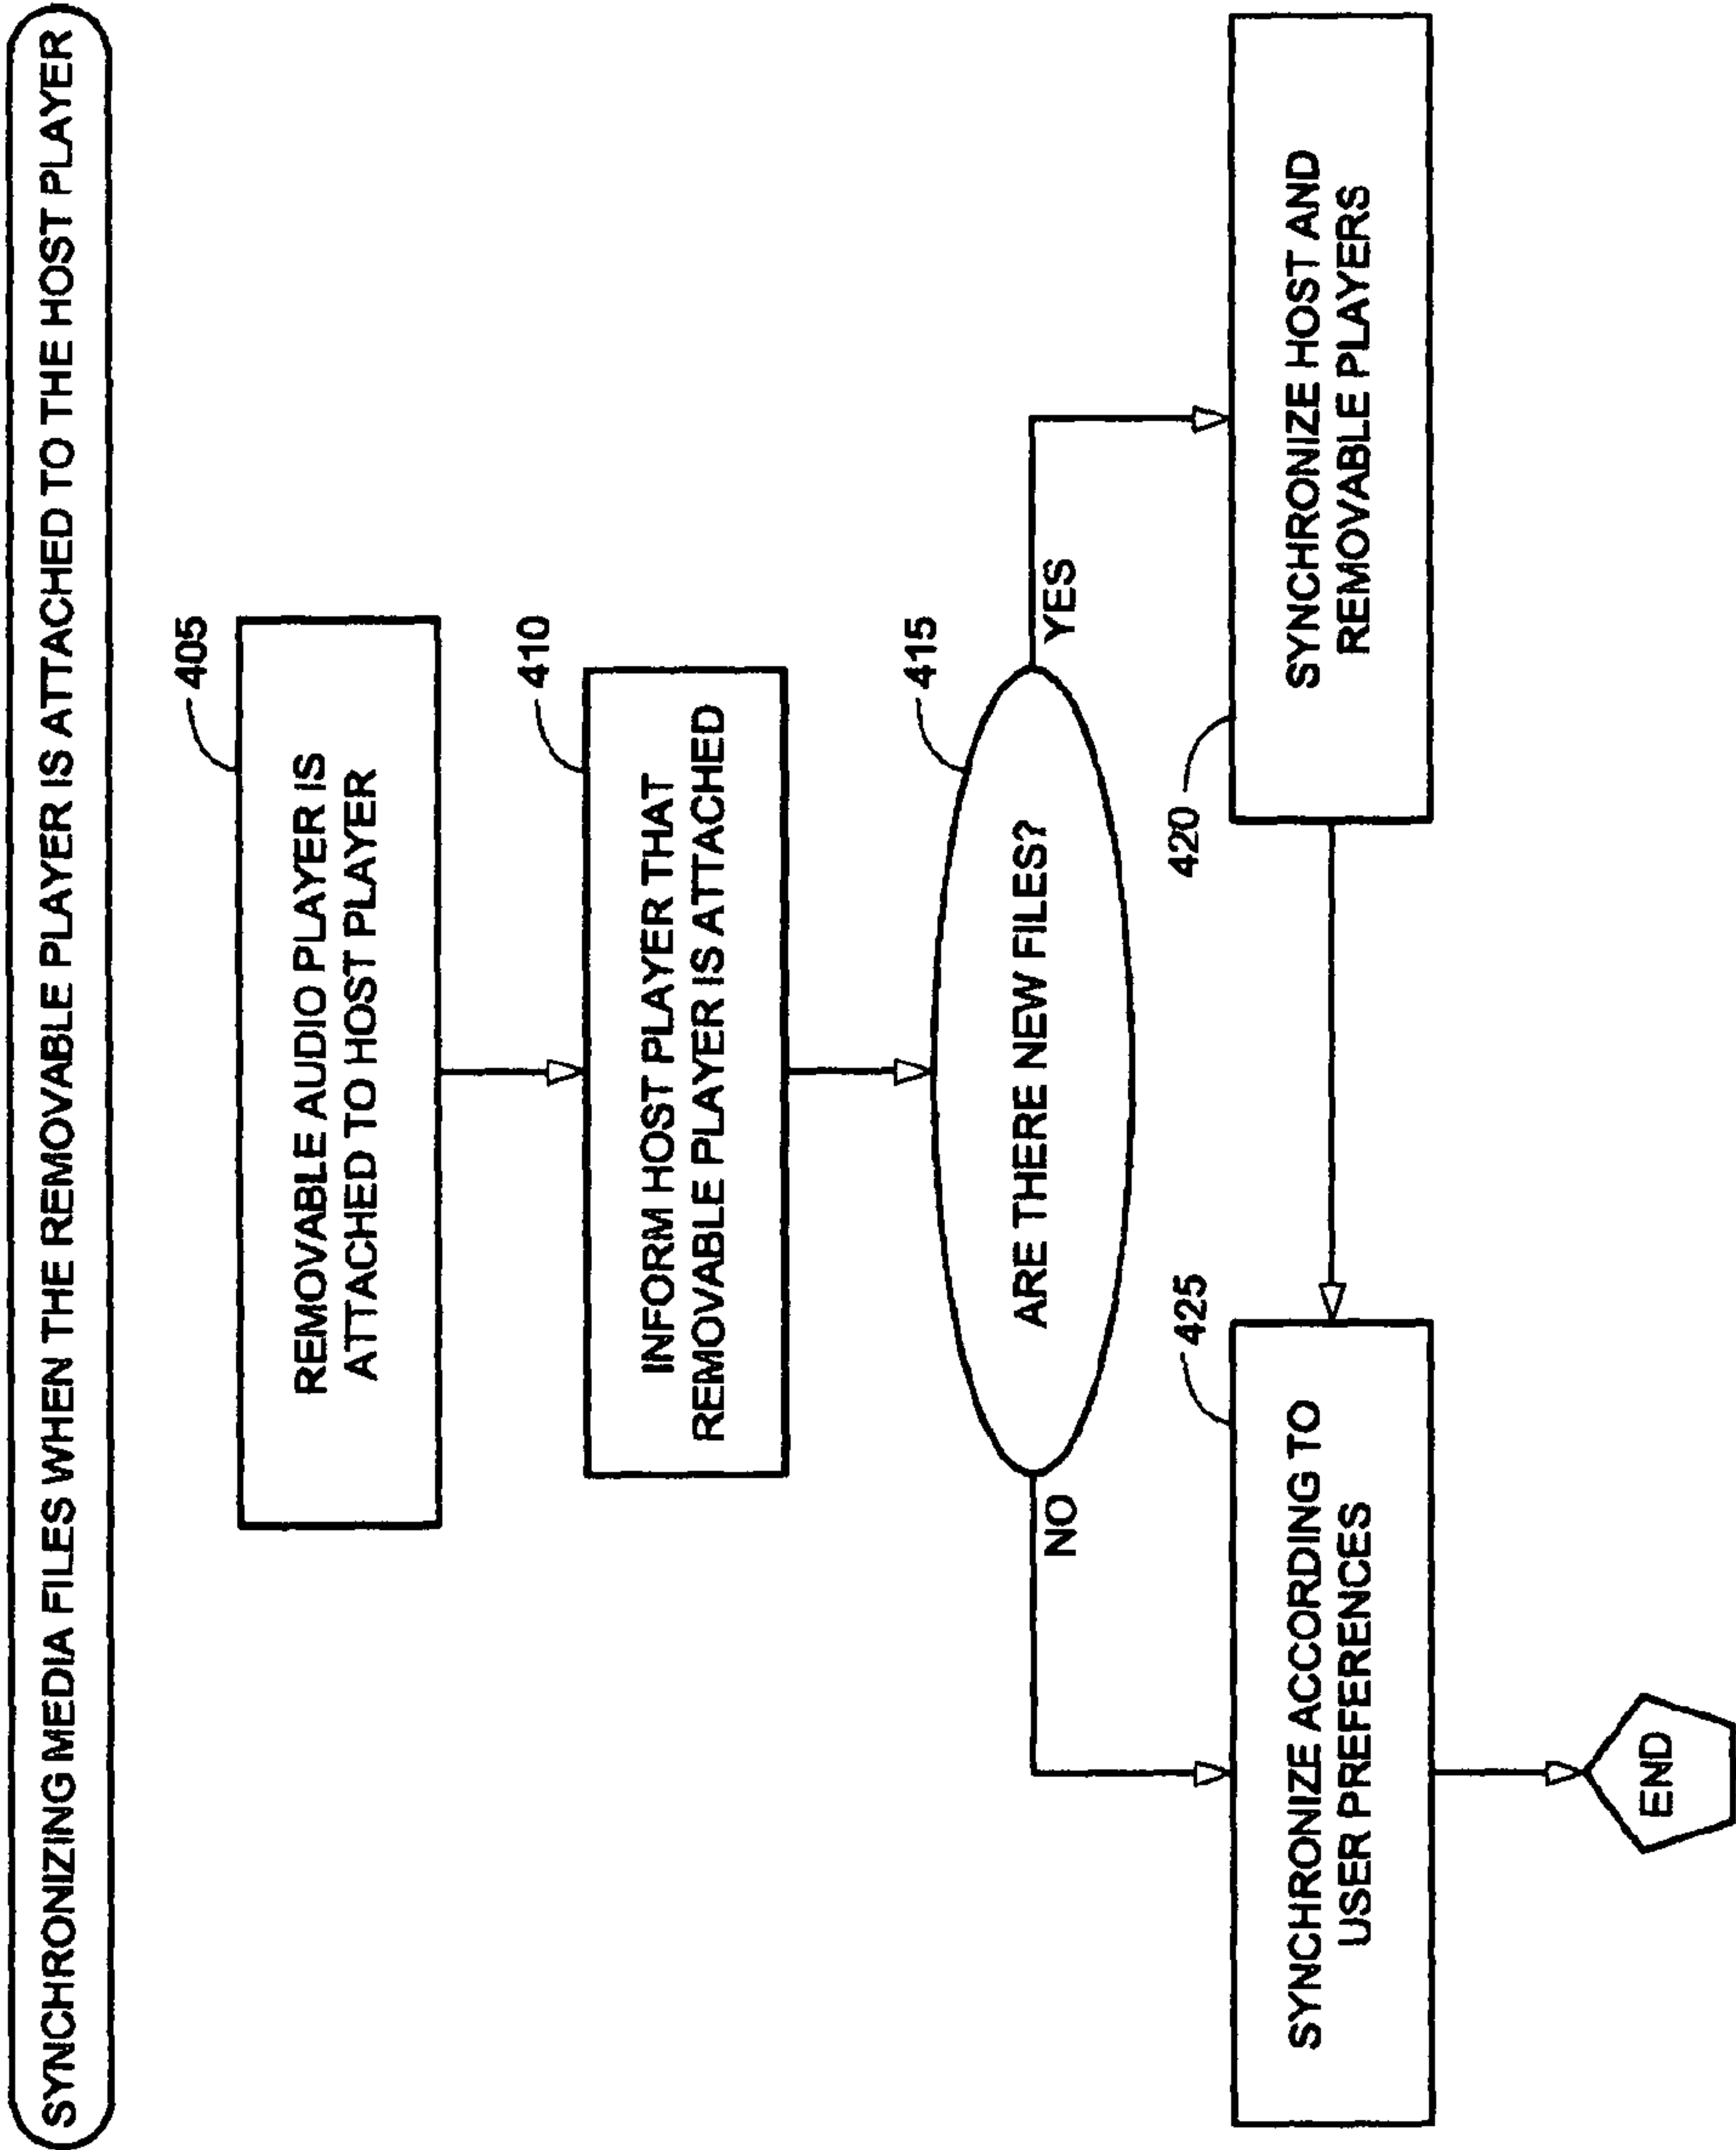 SYNCHRONIZING MEDIA FILES WHEN THE REMOVABLE PLAYER IS ATTACHED TO THE HOST PLAYER
405
REMOVABLE AUDIO PLAYER IS
ATTACHED TO HOST PLAYER
410
INFORM HOST PLAYER THAT
REMOVABLE PLAYER IS ATTACHED
415
ARE THERE NEW FILES?
NO
YES
425
SYNCHRONIZE ACCORDING TO
USER PREFERENCES
420
SYNCHRONIZE HOST AND
REMOVABLE PLAYERS
END